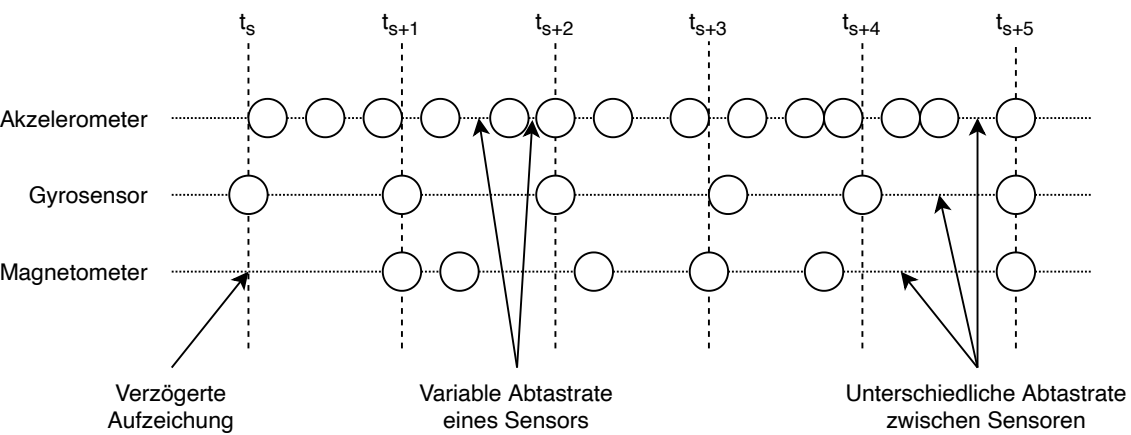 ts ts+1 ts+2 ts+3 ts+4 ts+5
Akzelerometer
Gyrosensor
Magnetometer
Verzögerte
Aufzeichung
Variable Abtastrate
eines Sensors
Unterschiedliche Abtastrate
zwischen Sensoren